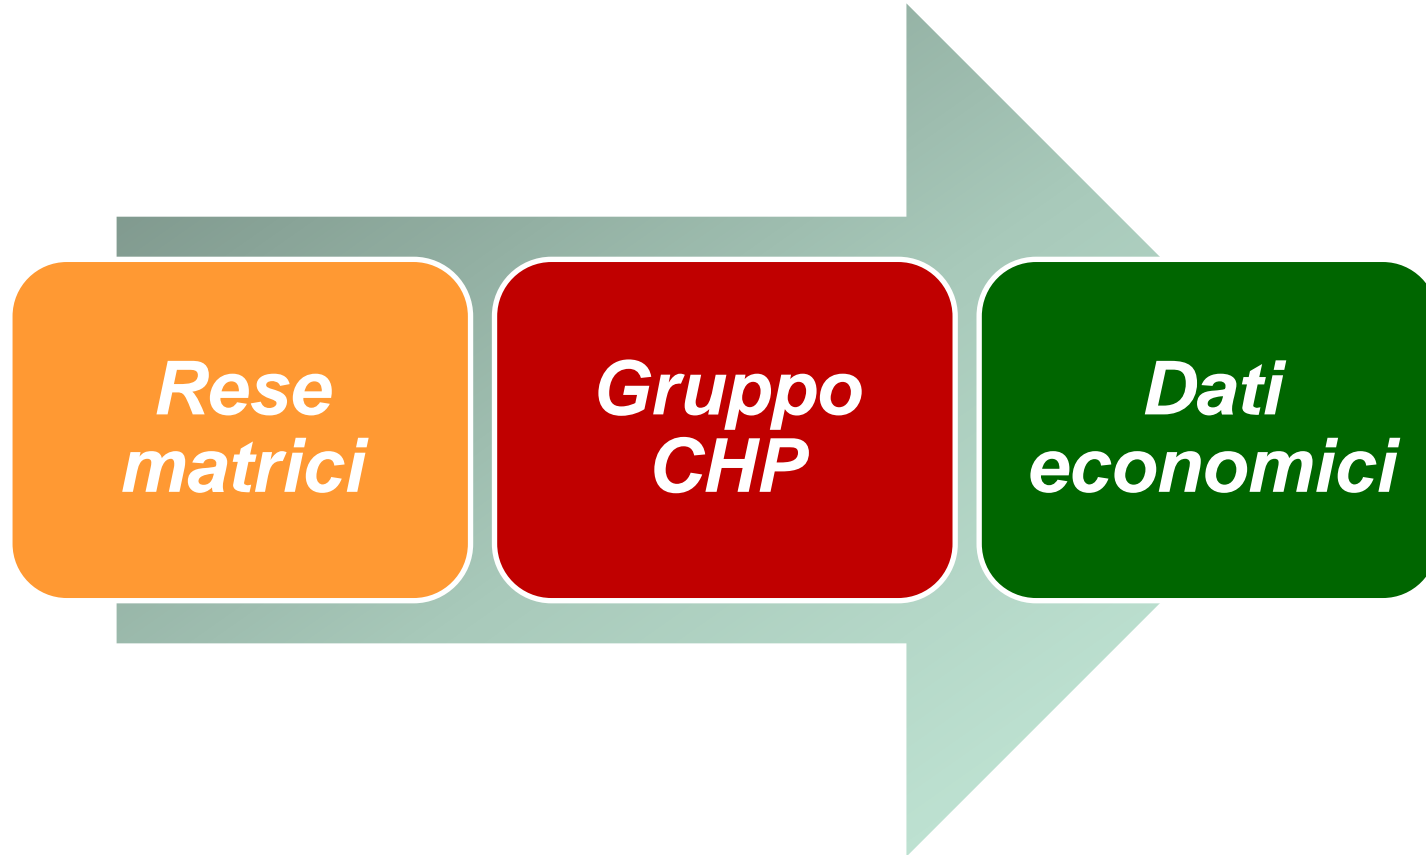 Rese
matrici
Gruppo
CHP
Dati
economici